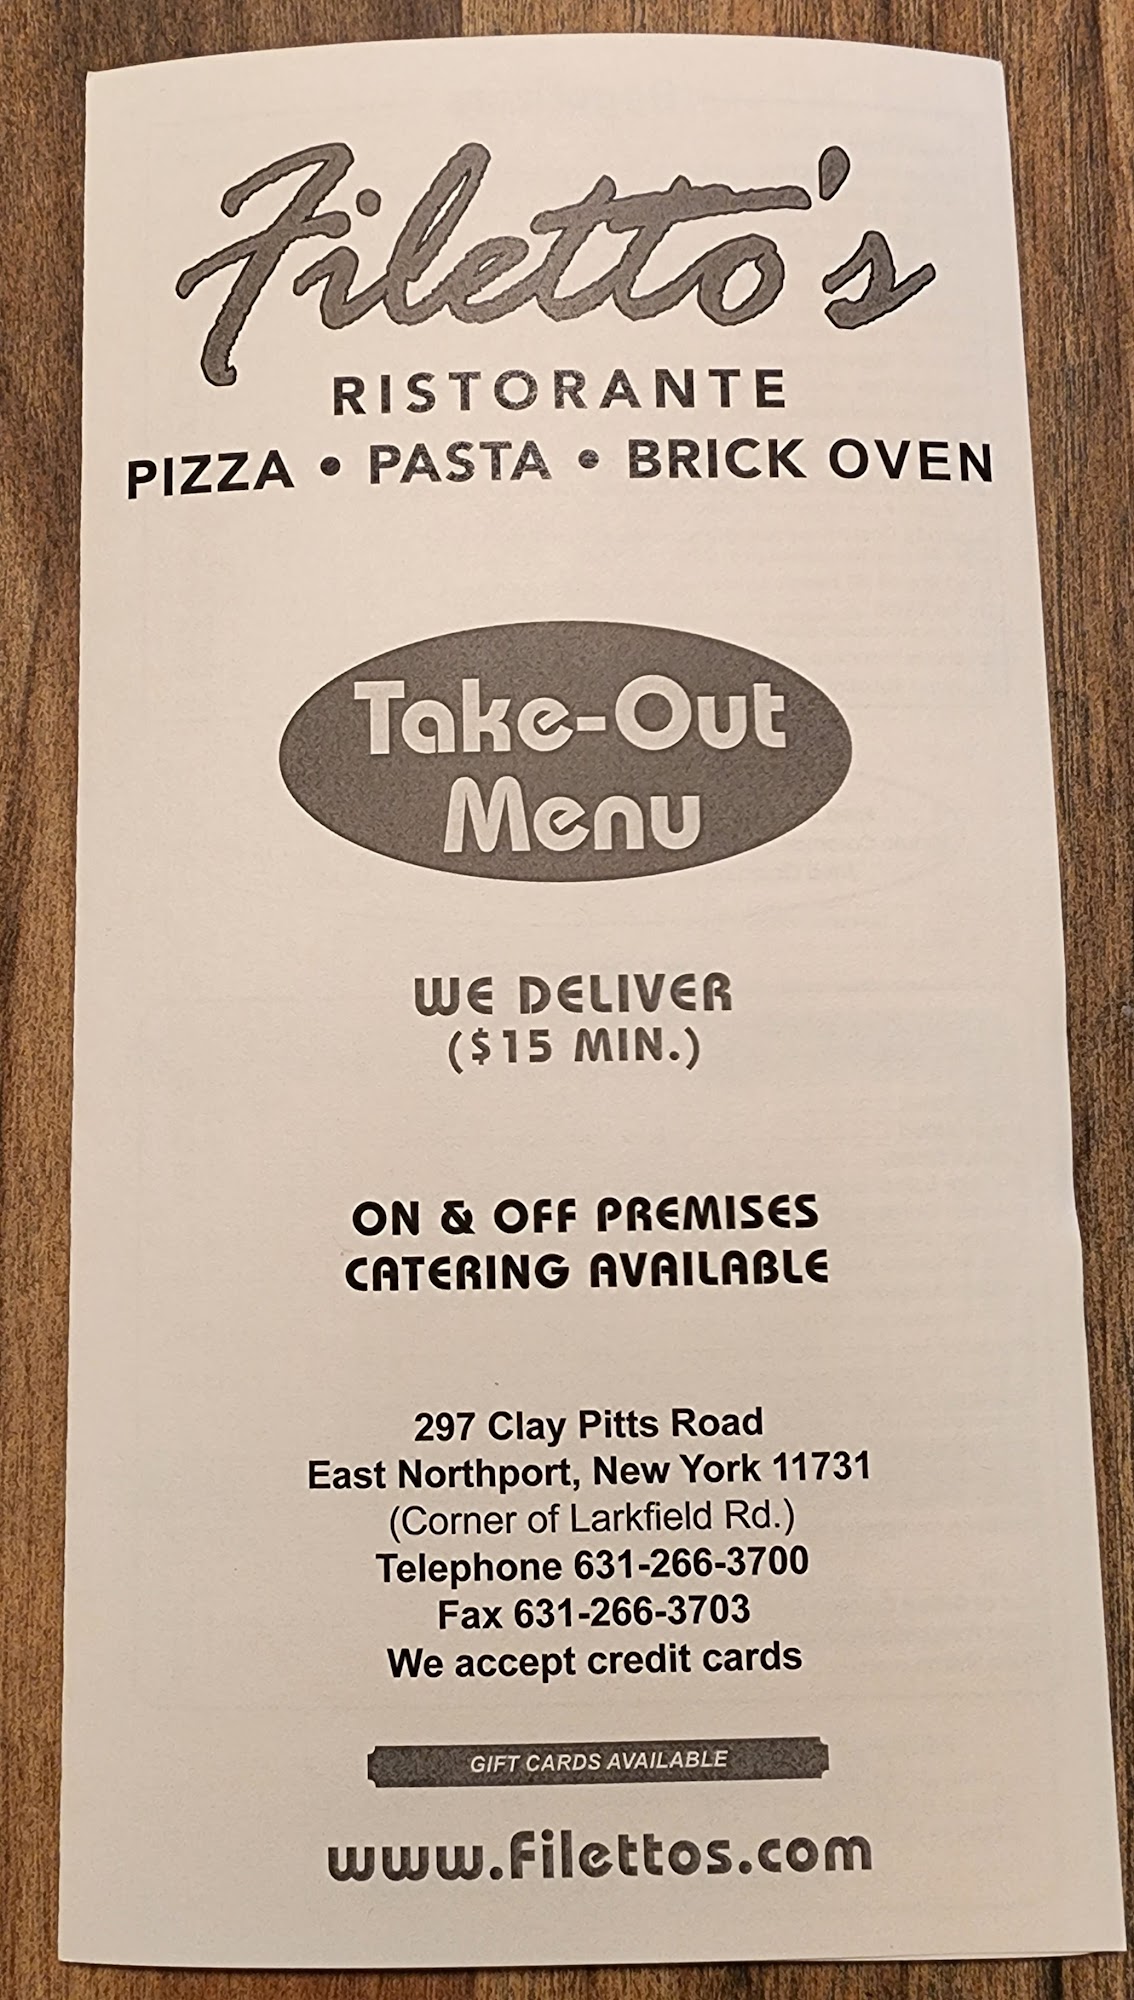 Filetto's
RISTORANTE
PIZZA • PASTA • BRICK OVEN
Take-Out
Menu
WE DELIVER
($15 MIN.)
ON & OFF PREMISES
CATERING AVAILABLE
297 Clay Pitts Road
East Northport, New York 11731
(Corner of Larkfield Rd.)
Telephone 631-266-3700
Fax 631-266-3703
We accept credit cards
GIFT CARDS AVAILABLE
www.filettos.com